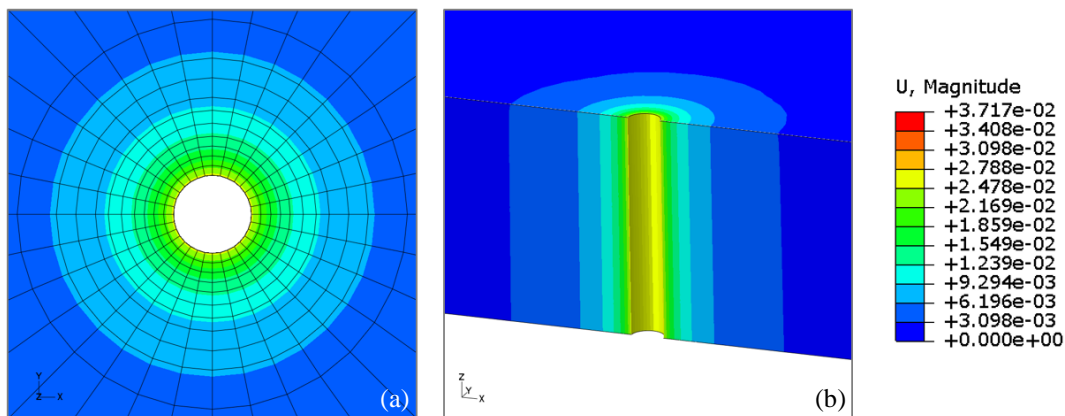 Y
Z X
(a)
Z
Y
X
(b)
U, Magnitude
+3.717e-02
+3.408e-02
+3.098e-02
+2.788e-02
+2.478e-02
+2.169e-02
+1.859e-02
+1.549e-02
+1.239e-02
+9.294e-03
+6.196e-03
+3.098e-03
+0.000e+00